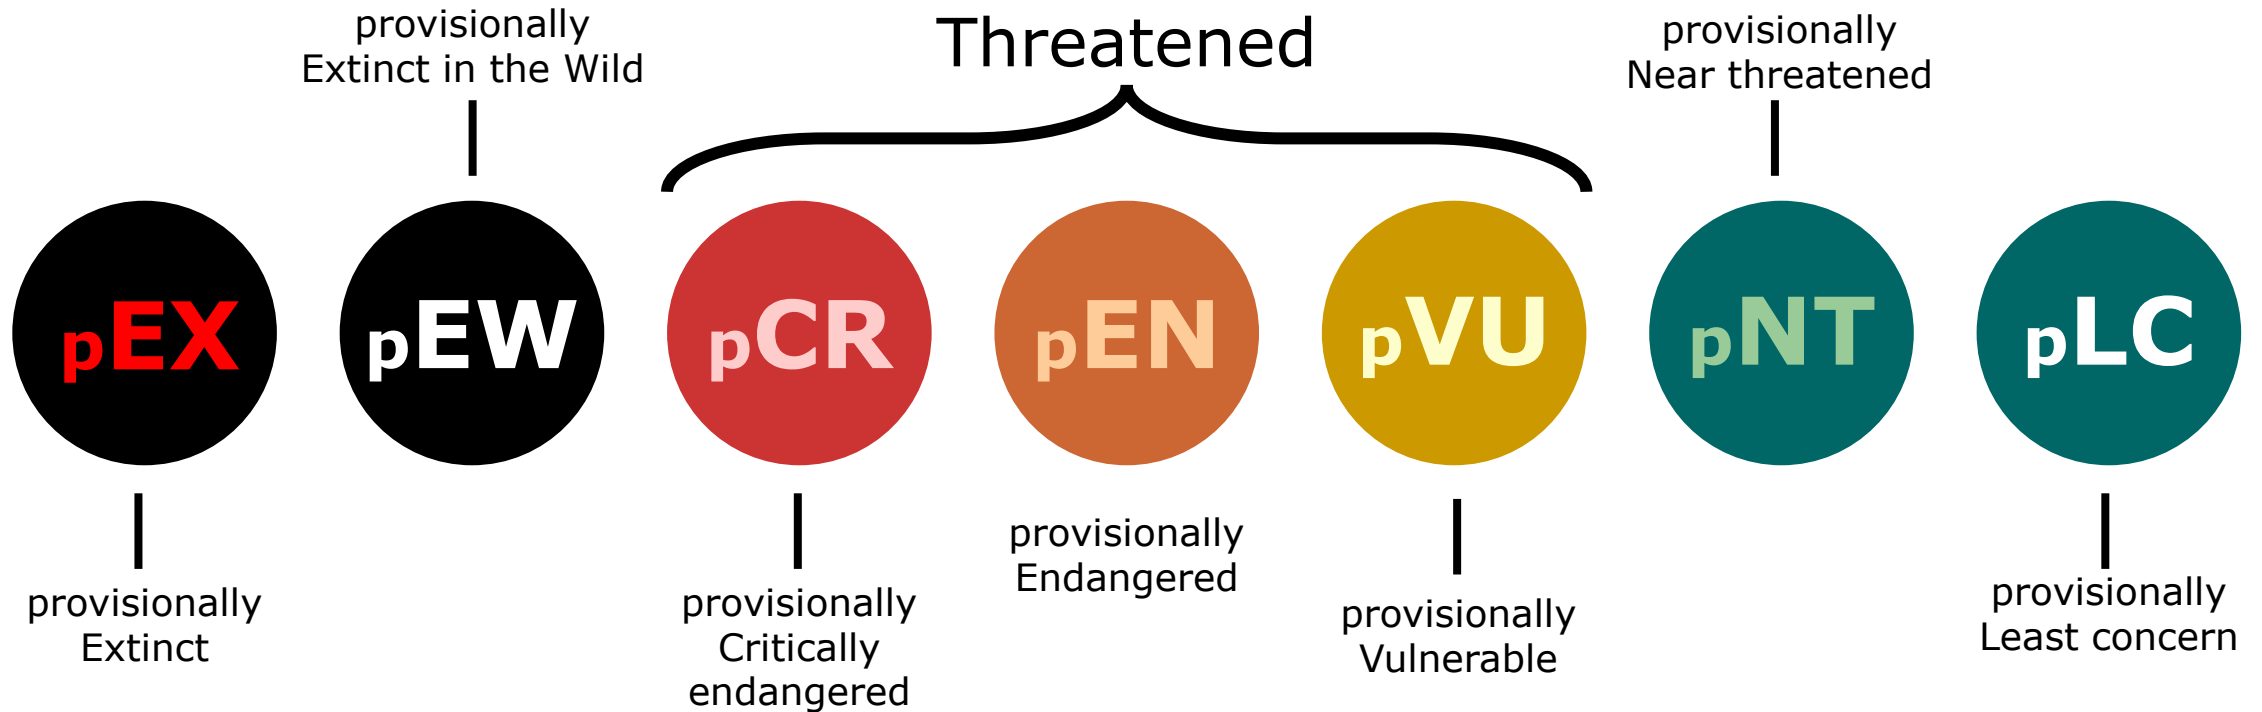 provisionally
Extinct in the Wild
Threatened
provisionally
Near threatened
pEX
pEW
pCR
pEN
pVU
pNT
pLC
provisionally
Extinct
provisionally
Critically
endangered
provisionally
Endangered
provisionally
Vulnerable
provisionally
Least concern